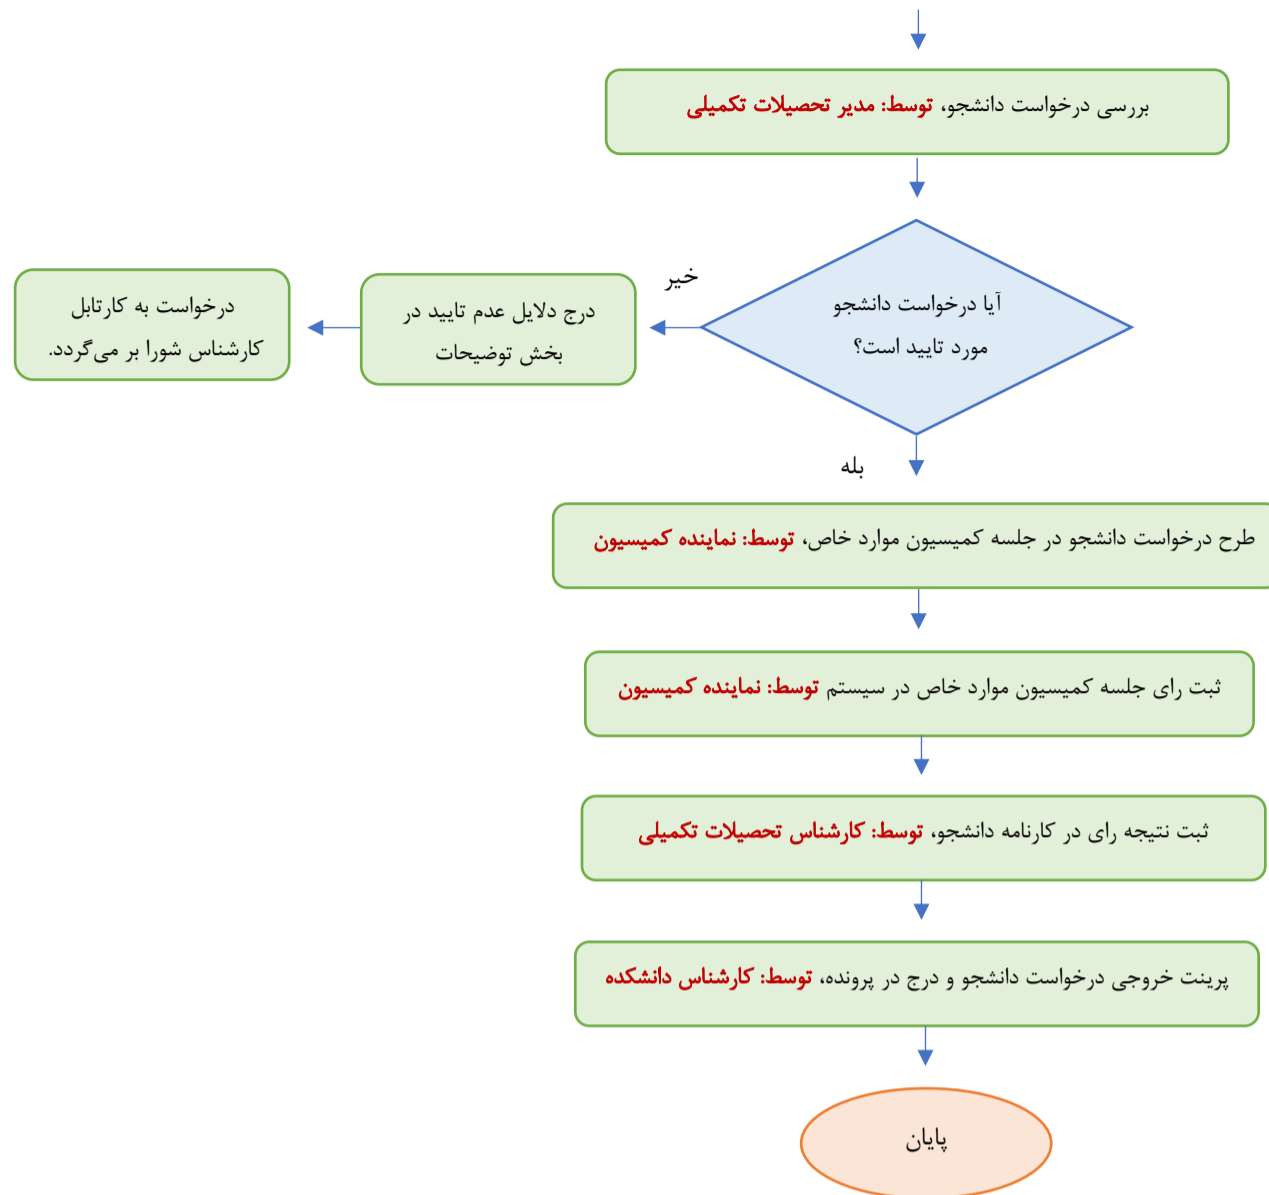 بررسی درخواست دانشجو، توسط: مدیر تحصیلات تکمیلی
آیا درخواست دانشجو
مورد تایید است؟
خیر
درج دلایل عدم تایید در
بخش توضیحات
درخواست به کارتابل
کارشناس شورا بر می‌گردد.
بله
طرح درخواست دانشجو در جلسه کمیسیون موارد خاص، توسط: نماینده کمیسیون
ثبت رای جلسه کمیسیون موارد خاص در سیستم توسط: نماینده کمیسیون
ثبت نتیجه رای در کارنامه دانشجو، توسط: کارشناس تحصیلات تکمیلی
پرینت خروجی درخواست دانشجو و درج در پرونده، توسط: کارشناس دانشکده
پایان